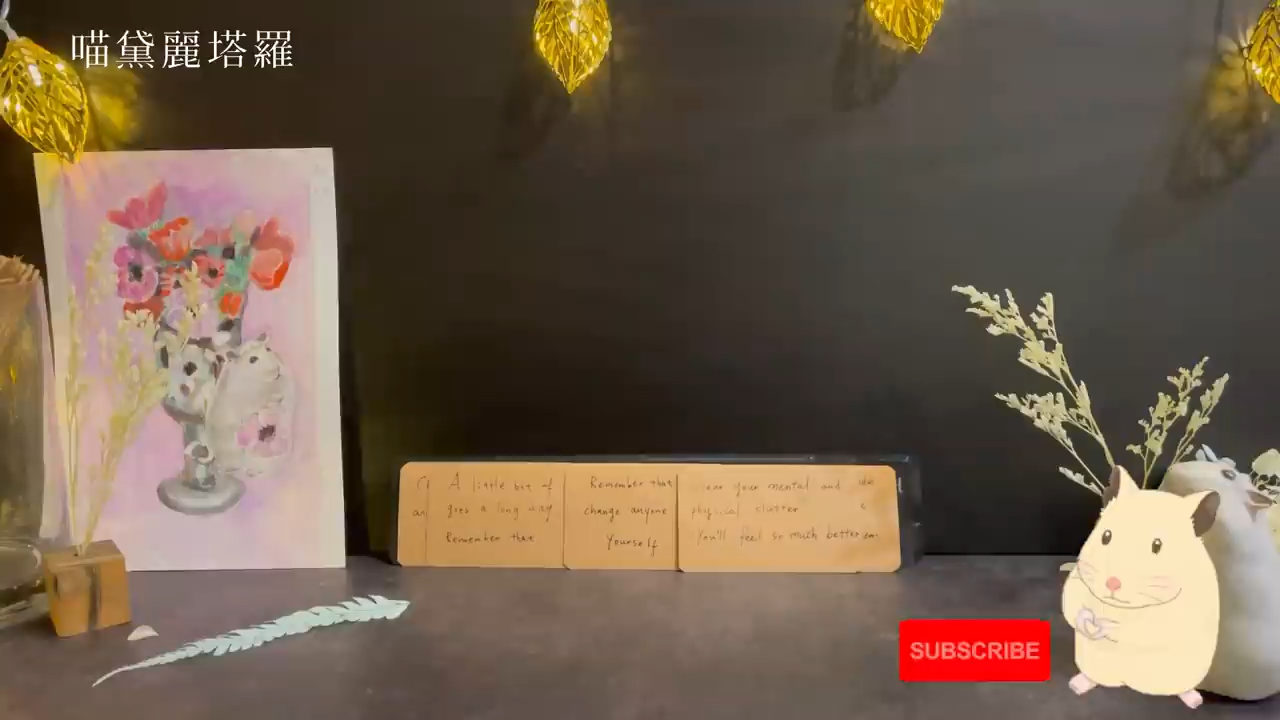 喵黛麗塔羅
A little bit of
goes a long way
Remember that
Remember that
change anyone
Yourself
clear your mental and
physical clutter
You'll feel so much better
SUBSCRIBE